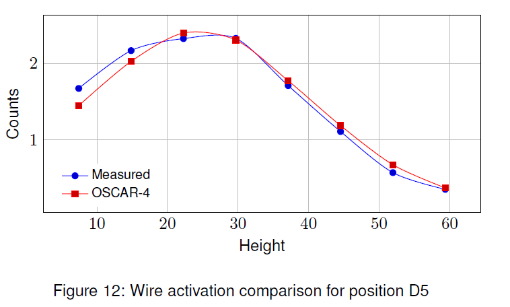 2
1
Counts
Measured
OSCAR-4
10 20 30 40 50 60
Height
Figure 12: Wire activation comparison for position D5